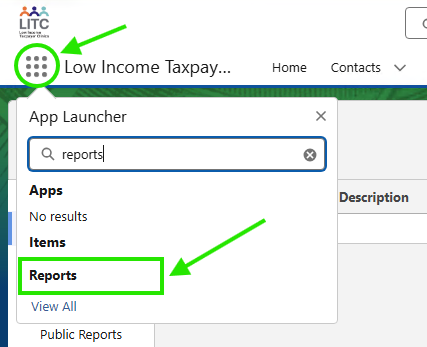 LITC
Low Income
Taxpayer Clinics
Low Income Taxpay...
Home
Contacts
App Launcher
reports
Apps
No results
Description
Items
Reports
View All
Public Reports